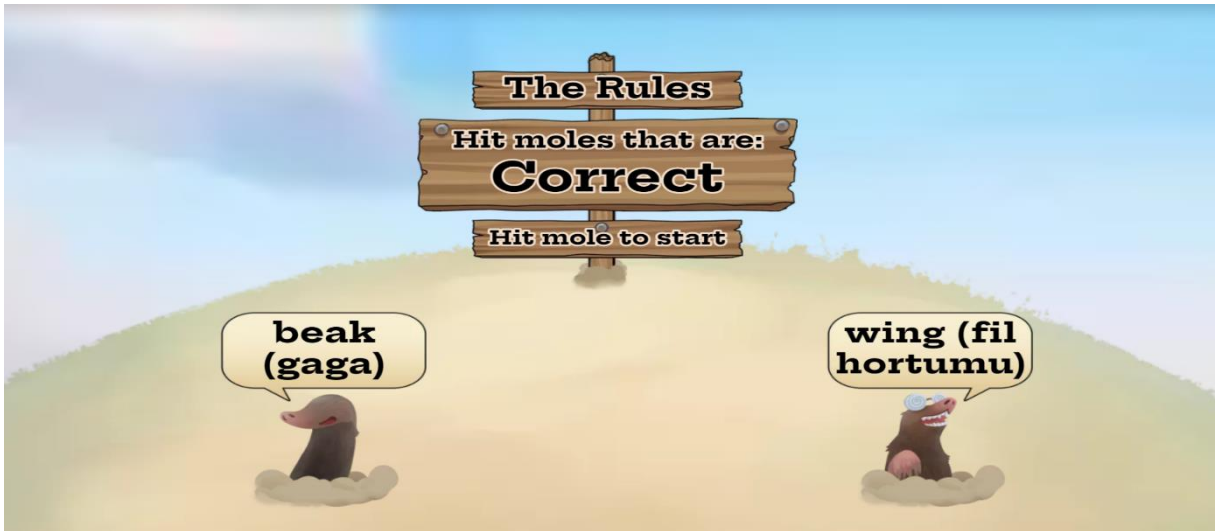 The Rules
Hit moles that are:
Correct
Hit mole to start
beak
(gaga)
wing (fil
hortumu)